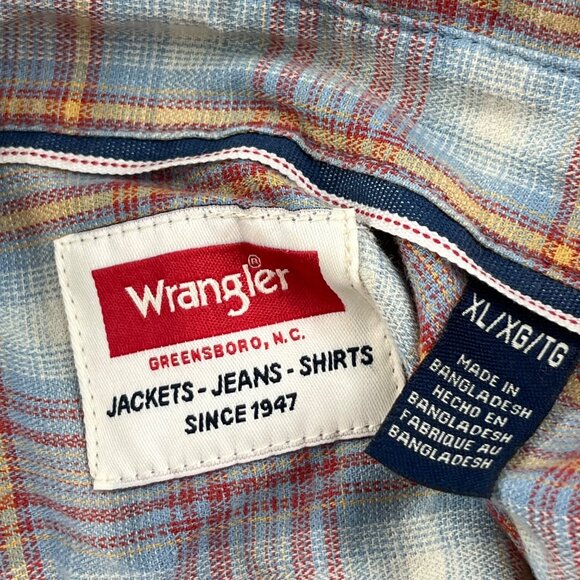 Wrangler®
GREENSBORO, N.C.
JACKETS - JEANS - SHIRTS
SINCE 1947
XL/XG/TG
MADE IN
BANGLADESH
HECHO EN
BANGLADESH
FABRIQUE AU
BANGLADESH